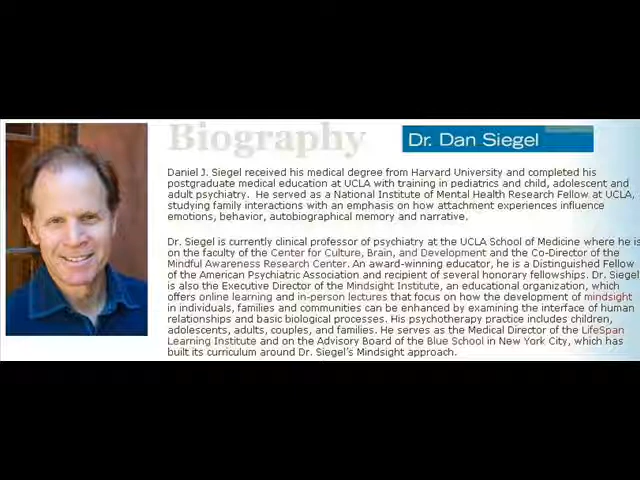 Biography
Dr. Dan Siegel
Daniel J. Siegel received his medical degree from Harvard University and completed his
postgraduate medical education at UCLA with training in pediatrics and child, adolescent and
adult psychiatry. He served as a National Institute of Mental Health Research Fellow at UCLA,
studying family interactions with an emphasis on how attachment experiences influence
emotions, behavior, autobiographical memory and narrative.
Dr. Siegel is currently clinical professor of psychiatry at the UCLA School of Medicine where he is
on the faculty of the Center for Culture, Brain, and Development and the Co-Director of the
Mindful Awareness Research Center. An award-winning educator, he is a Distinguished Fellow
of the American Psychiatric Association and recipient of several honorary fellowships. Dr. Siegel
is also the Executive Director of the Mindsight Institute, an educational organization, which
offers online learning and in-person lectures that focus on how the development of mindsight
in individuals, families and communities can be enhanced by examining the interface of human
relationships and basic biological processes. His psychotherapy practice includes children,
adolescents, adults, couples, and families. He serves as the Medical Director of the LifeSpan
Learning Institute and on the Advisory Board of the Blue School in New York City, which has
built its curriculum around Dr. Siegel's Mindsight approach.